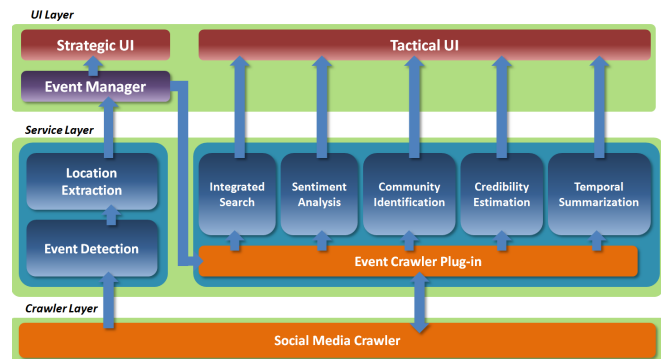 UI Layer
Strategic UI
Tactical UI
Event Manager
Service Layer
Location
Extraction
Event Detection
Integrated
Search
Sentiment
Analysis
Community
Identification
Credibility
Estimation
Temporal
Summarization
Event Crawler Plug-in
Crawler Layer
Social Media Crawler